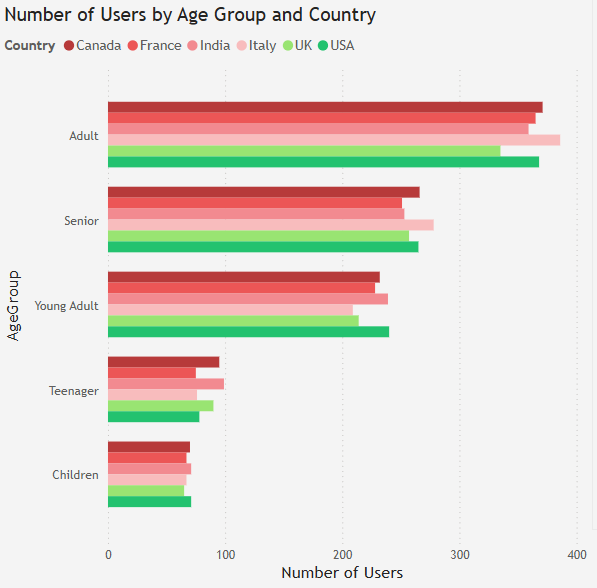 Number of Users by Age Group and Country
Country Canada France India Italy UK USA
Adult
Senior
Young Adult
Teenager
Children
AgeGroup
0 100 200 300 400
Number of Users